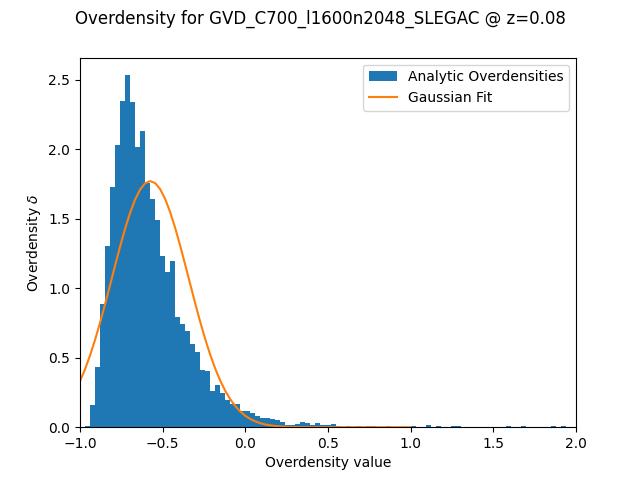 Overdensity for GVD_C700_l1600n2048_SLEGAC @ z=0.08
Analytic Overdensities
Gaussian Fit
Overdensity δ
2.5
2.0
1.5
1.0
0.5
0.0
−1.0 −0.5 0.0 0.5 1.0 1.5 2.0
Overdensity value